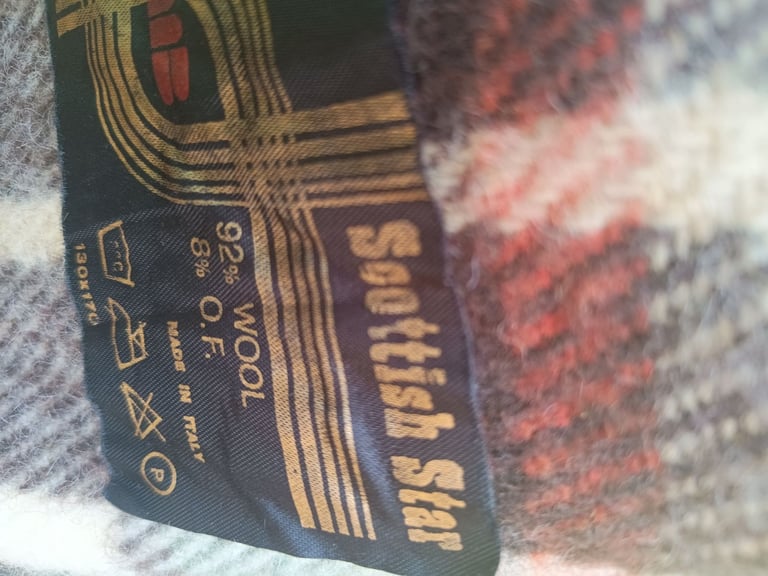 Scottish Star
92% WOOL
8% O.F.
MADE IN ITALY
P
130X170